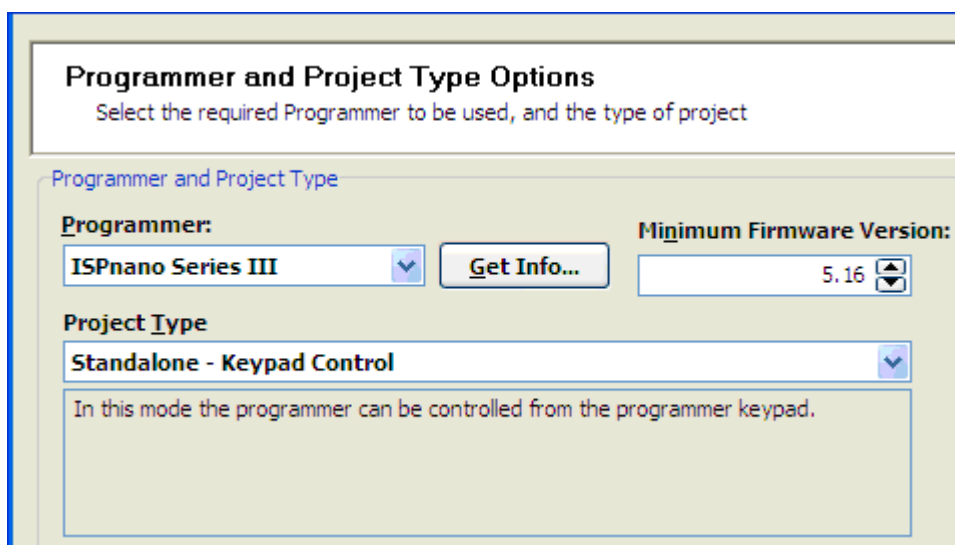 Programmer and Project Type Options
Select the required Programmer to be used, and the type of project
Programmer and Project Type
Programmer:
Minimum Firmware Version:
ISPnano Series III
Get Info...
5.16
Project Type
Standalone - Keypad Control
In this mode the programmer can be controlled from the programmer keypad.